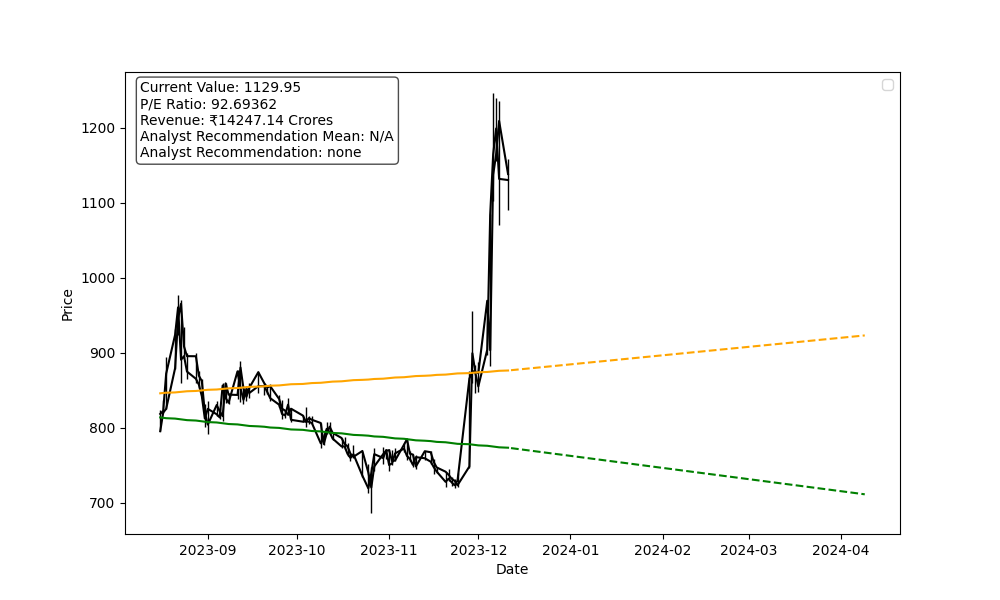 Current Value: 1129.95
P/E Ratio: 92.69362
Revenue: ₹14247.14 Crores
Analyst Recommendation Mean: N/A
Analyst Recommendation: none
1200
1100
1000
900
800
700
Price
2023-09 2023-10 2023-11 2023-12 2024-01 2024-02 2024-03 2024-04
Date